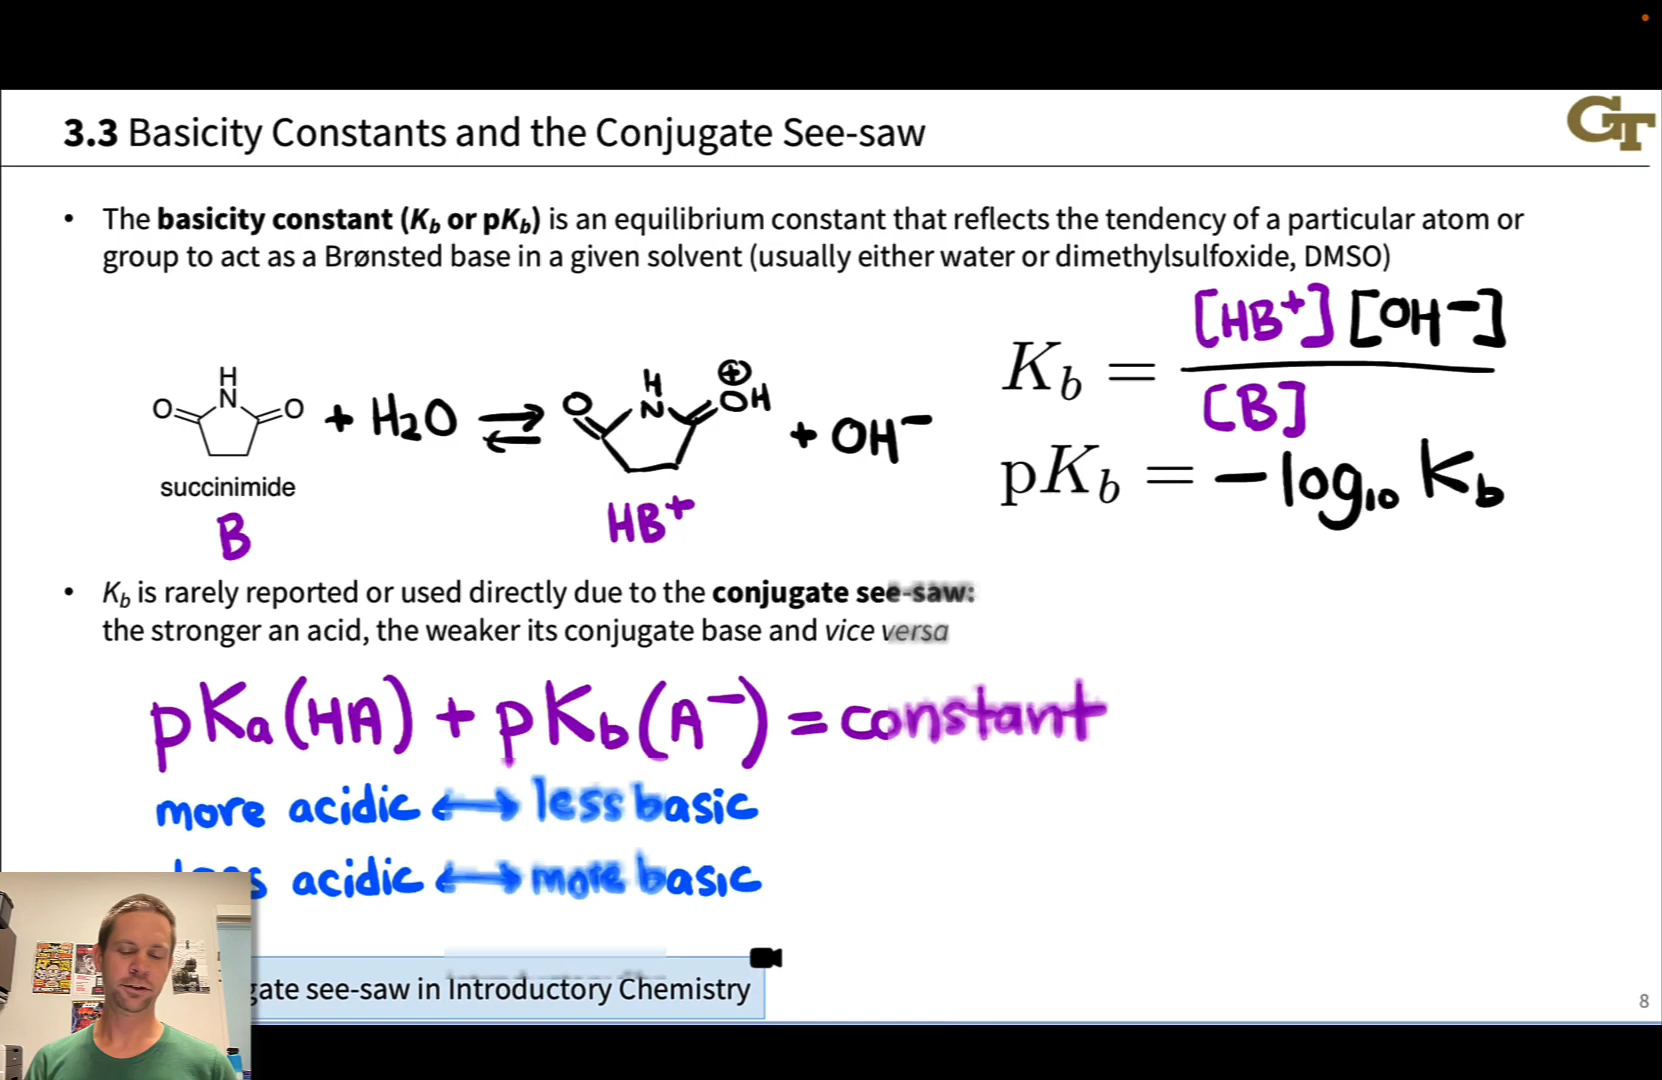 3.3 Basicity Constants and the Conjugate See-saw
GT
• The basicity constant (Kb or pKb) is an equilibrium constant that reflects the tendency of a particular atom or
group to act as a Brønsted base in a given solvent (usually either water or dimethylsulfoxide, DMSO)
Kb = [HB⁺][OH⁻] / [B]
O H N O + H₂O ⇌ O H N ⊕ OH + OH⁻
pKb = −log₁₀ Kb
succinimide
B
HB⁺
• Kb is rarely reported or used directly due to the conjugate see-saw:
the stronger an acid, the weaker its conjugate base and vice versa
pKa(HA) + pKb(A⁻) = constant
more acidic ⟷ less basic
acidic ⟷ more basic
see-saw in Introductory Chemistry
8